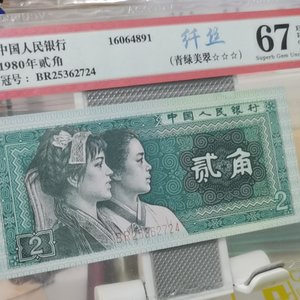 中国人民银行
16064891
纤丝
67
1980年贰角
(青绿美翠☆☆☆)
Superb Gem Unc
冠号： BR25362724
中国人民银行
贰角
BR25362724
2
2